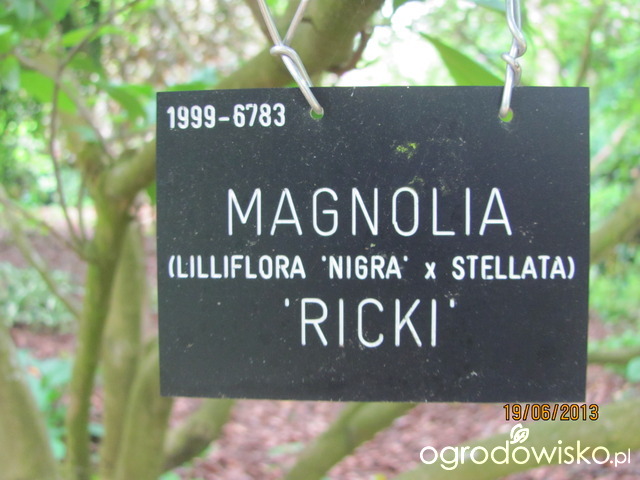 1999-6783
MAGNOLIA
(LILLIFLORA 'NIGRA' x STELLATA)
'RICKI'
19/06/2013
ogrodowisko.pl